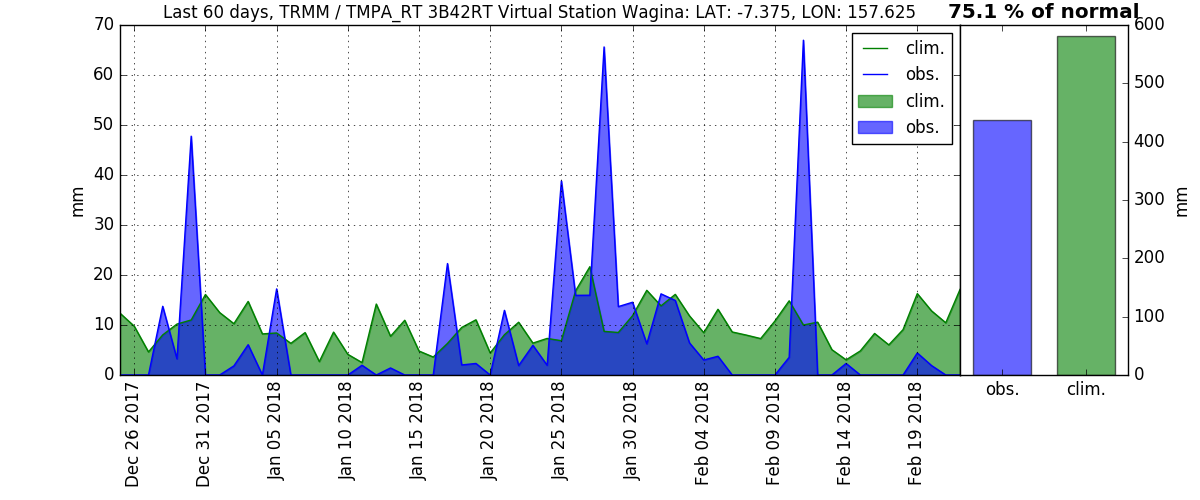 Last 60 days, TRMM / TMPA_RT 3B42RT Virtual Station Wagina: LAT: -7.375, LON: 157.625
75.1 % of normal
70
60
50
40
30
20
10
0
mm
clim.
obs.
clim.
obs.
Dec 26 2017
Dec 31 2017
Jan 05 2018
Jan 10 2018
Jan 15 2018
Jan 20 2018
Jan 25 2018
Jan 30 2018
Feb 04 2018
Feb 09 2018
Feb 14 2018
Feb 19 2018
600
500
400
300
200
100
0
mm
obs.
clim.